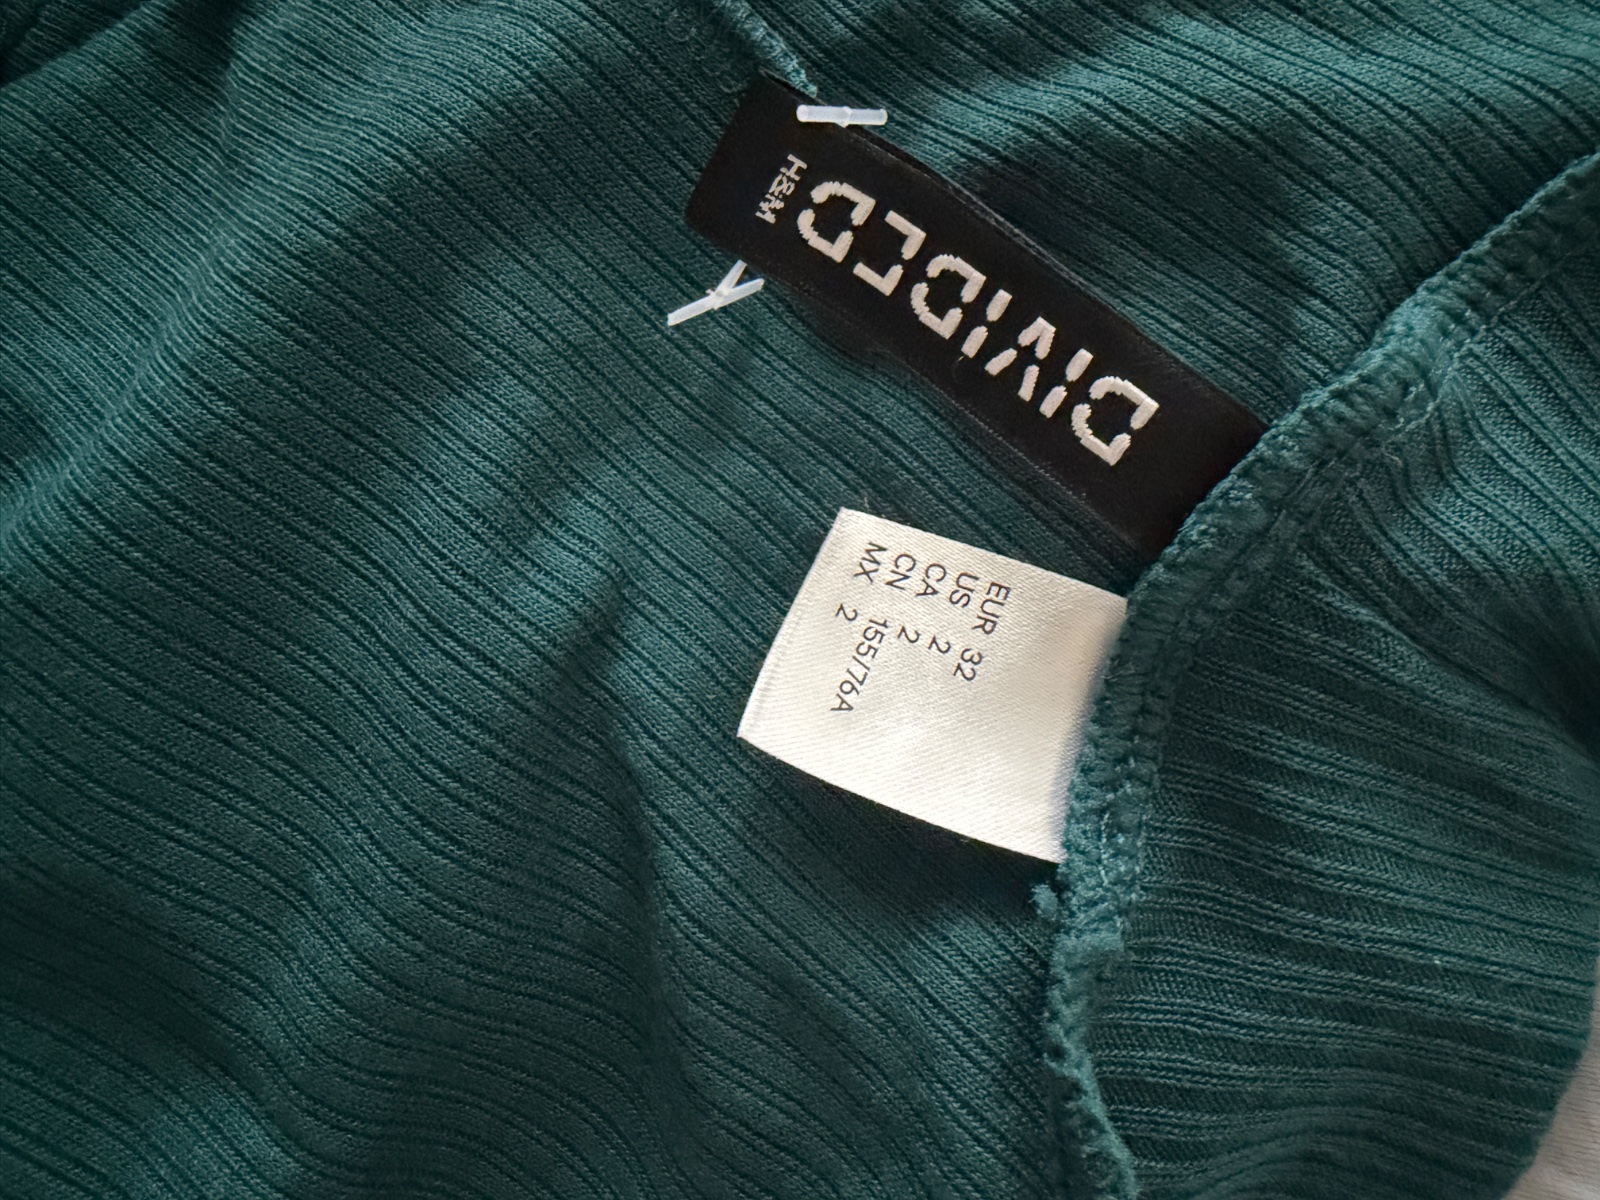 DIVIDED
H&M
EUR 32
US 2
CA 2
CN 155/76A
MX 2